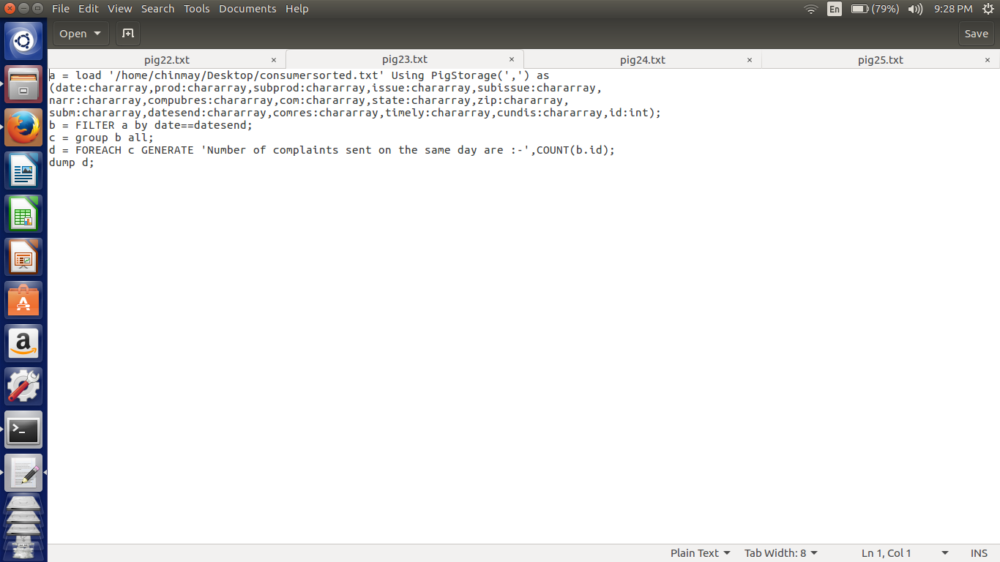 File Edit View Search Tools Documents Help
En (79%) 9:28 PM
Open Save
pig22.txt × pig23.txt × pig24.txt × pig25.txt ×
a = load '/home/chinmay/Desktop/consumersorted.txt' Using PigStorage(',') as
(date:chararray,prod:chararray,subprod:chararray,issue:chararray,subissue:chararray,
narr:chararray,compubres:chararray,com:chararray,state:chararray,zip:chararray,
subm:chararray,datesend:chararray,comres:chararray,timely:chararray,cundis:chararray,id:int);
b = FILTER a by date==datesend;
c = group b all;
d = FOREACH c GENERATE 'Number of complaints sent on the same day are :-',COUNT(b.id);
dump d;
Plain Text Tab Width: 8 Ln 1, Col 1 INS